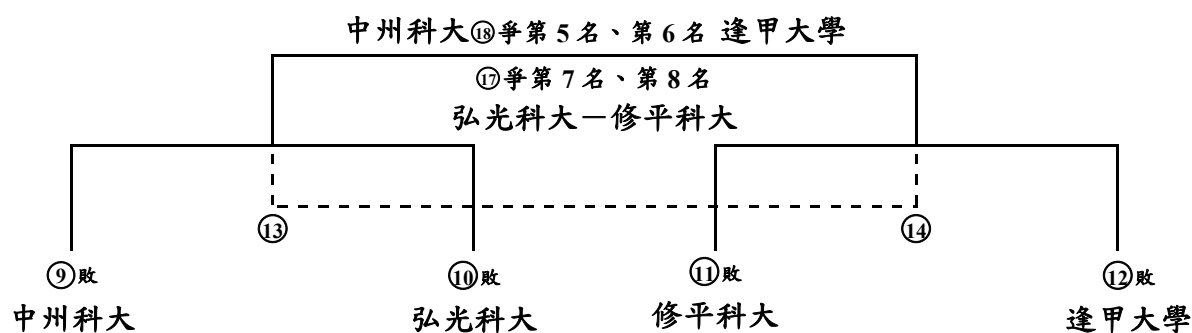 中州科大⑱爭第 5 名、第 6 名 逢甲大學
⑰爭第 7 名、第 8 名
弘光科大－修平科大
⑬ ⑭
⑨敗 ⑩敗 ⑪敗 ⑫敗
中州科大 弘光科大 修平科大 逢甲大學